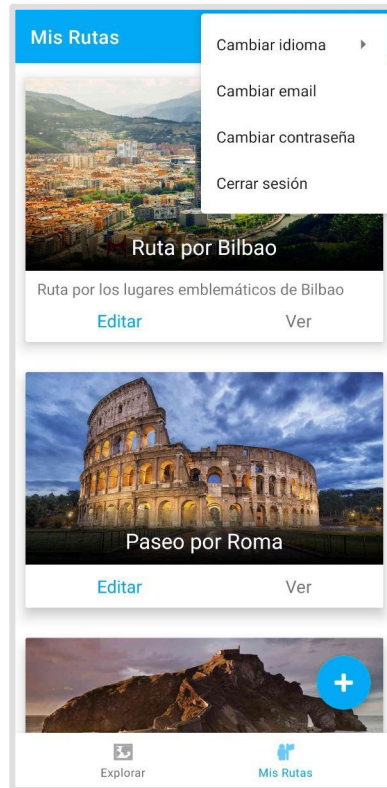 Mis Rutas
Cambiar idioma
Cambiar email
Cambiar contraseña
Cerrar sesión
Ruta por Bilbao
Ruta por los lugares emblemáticos de Bilbao
Editar Ver
Paseo por Roma
Editar Ver
Explorar Mis Rutas